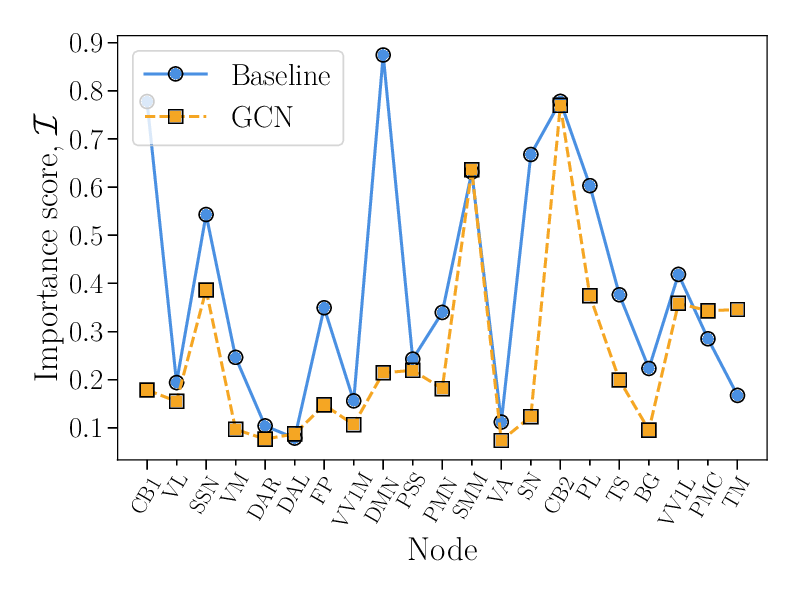 0.9
0.8
0.7
0.6
0.5
0.4
0.3
0.2
0.1
Importance score, ℐ
Baseline
GCN
CB1
VL
SSN
VM
DAR
DAL
FP
VV1M
DMN
PSS
PMN
SMM
VA
SN
CB2
PL
TS
BG
VV1L
PMC
TM
Node